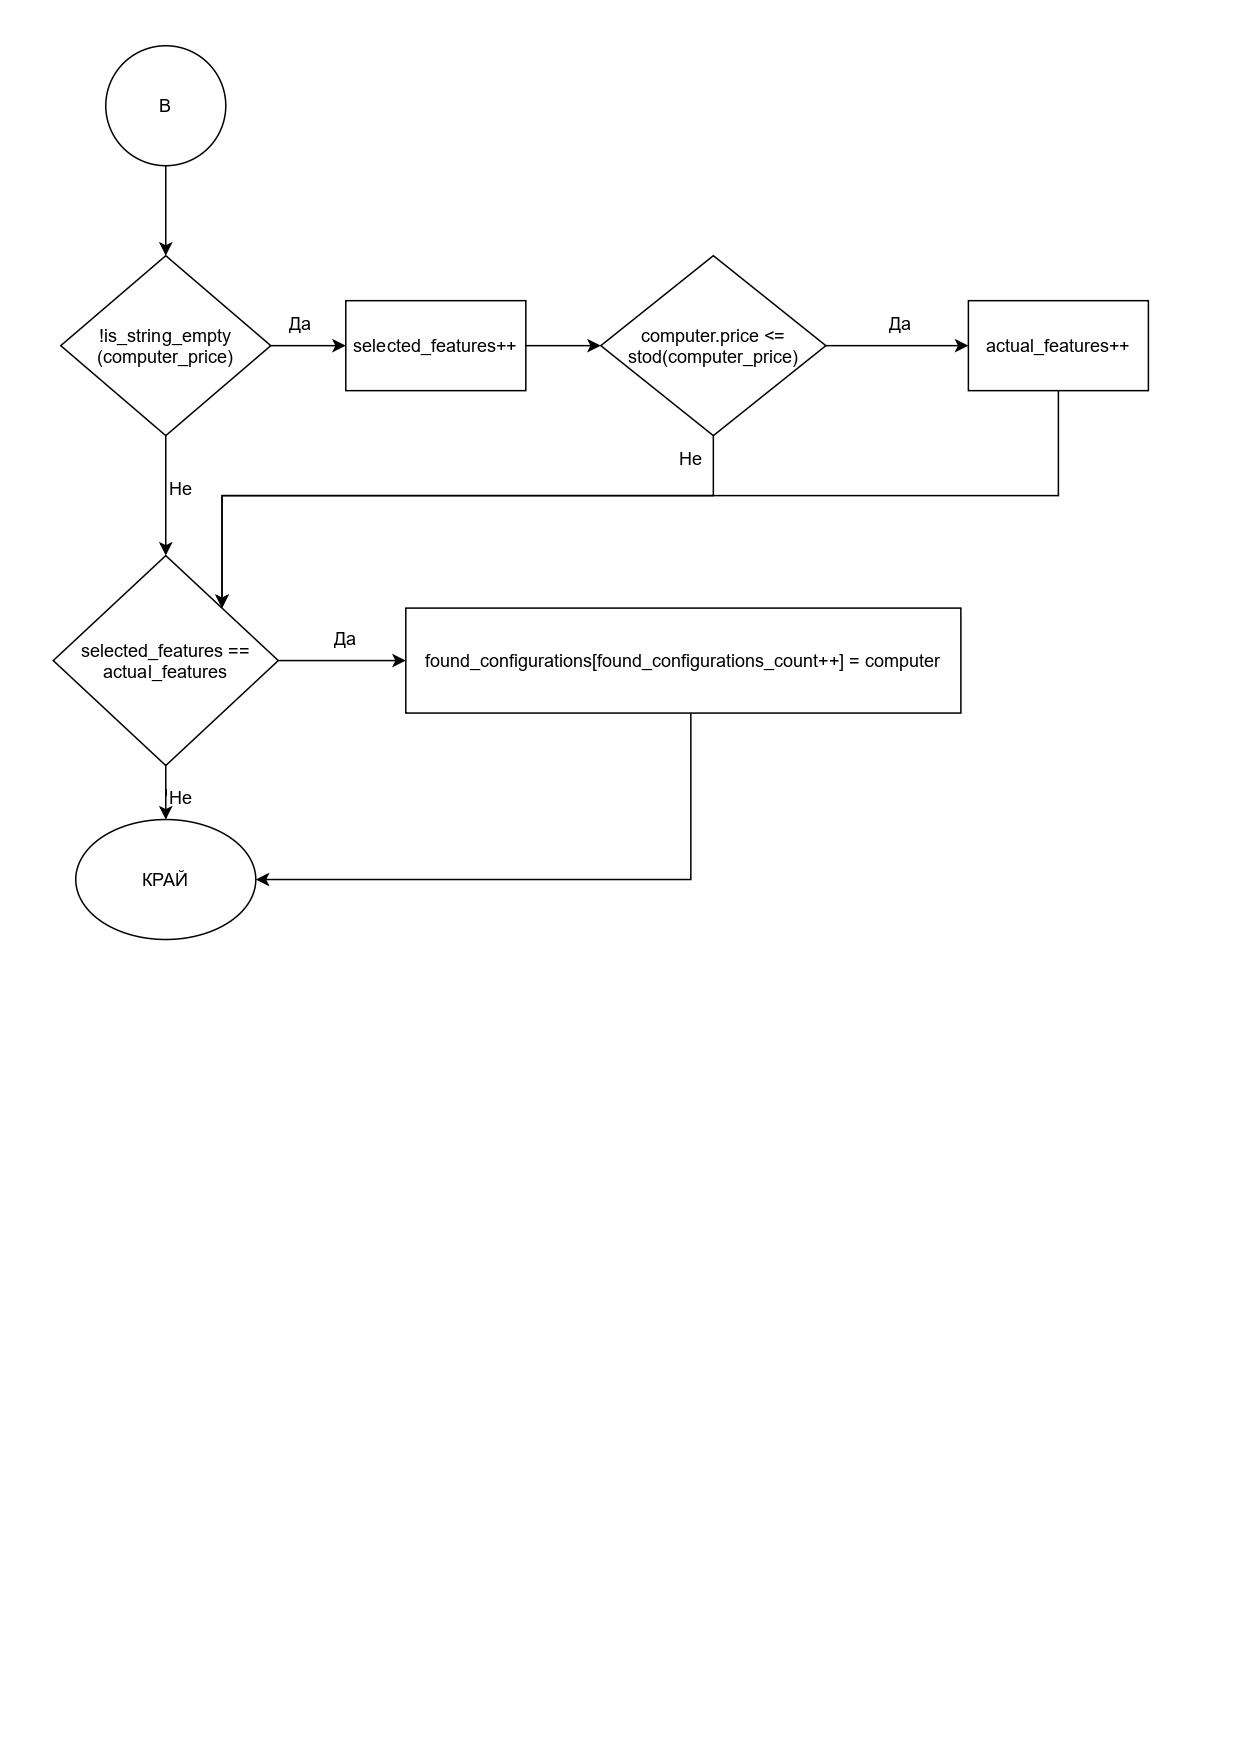 В
!is_string_empty
(computer_price)
Да
selected_features++
computer.price <=
stod(computer_price)
Да
actual_features++
Не
Не
selected_features ==
actual_features
Да
found_configurations[found_configurations_count++] = computer
Не
КРАЙ